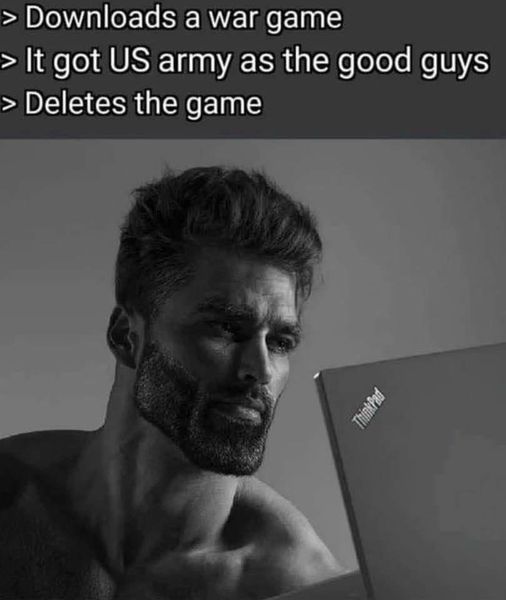 > Downloads a war game
> It got US army as the good guys
> Deletes the game
ThinkPad